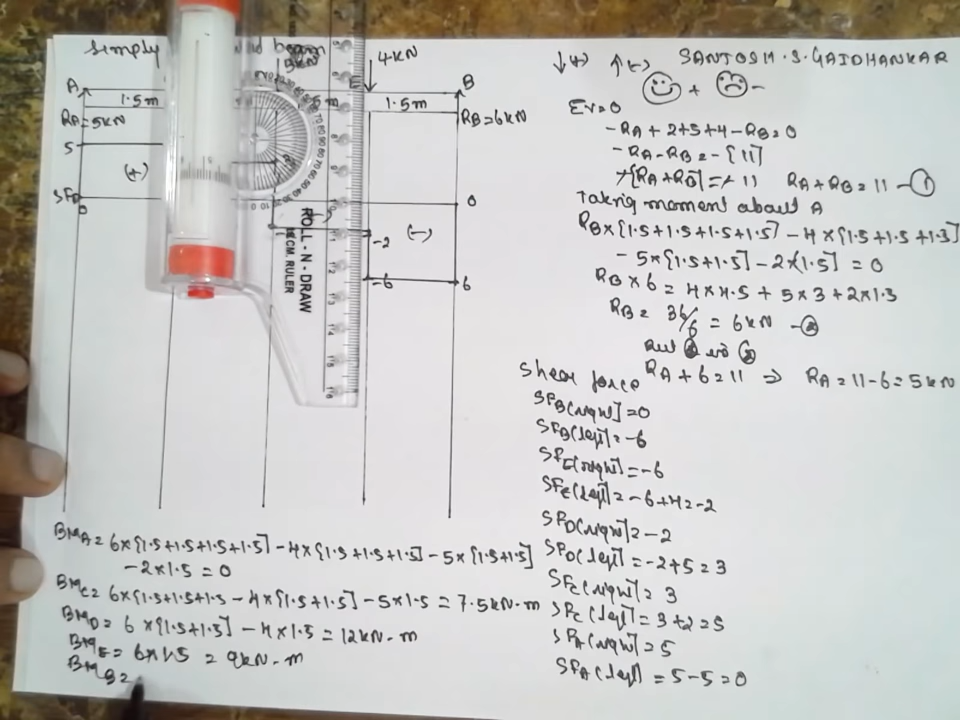 simply beam
SANTOSH.S.GAIDHANKAR
↓(+) ↑(-) + -
5kN 4kN
A E B
1.5m 1.5m
RA=5kN RB=6kN
5
(+)
SFD 0 0
-2 (-)
-6 6
ROLL-N-DRAW
CM. RULER
Σv=0
-RA+2+5+4-RB=0
-RA-RB=-[11]
+[RA+RB]=+11 RA+RB=11-①
Taking moment about A
RB×[1.5+1.5+1.5+1.5]-4×[1.5+1.5+1.5]
-5×[1.5+1.5]-2×[1.5]=0
RB×6=4×4.5+5×3+2×1.5
RB=36/6=6kN-②
RA+6=11 ⇒ RA=11-6=5kN
Shear force
SFB[right]=0
SFB[left]=-6
SFE[right]=-6
SFE[left]=-6+4=-2
SFD[right]=-2
SFD[left]=-2+5=3
SFC[right]=3
SFC[left]=3+2=5
SFA[right]=5
SFA[left]=5-5=0
BMA=6×[1.5+1.5+1.5+1.5]-4×[1.5+1.5+1.5]-5×[1.5+1.5]
-2×1.5=0
BMC=6×[1.5+1.5+1.5-4×[1.5+1.5]-5×1.5=7.5kN-m
BMD=6×[1.5+1.5]-4×1.5=12kN-m
BME=6×1.5=9kN-m
BMB=